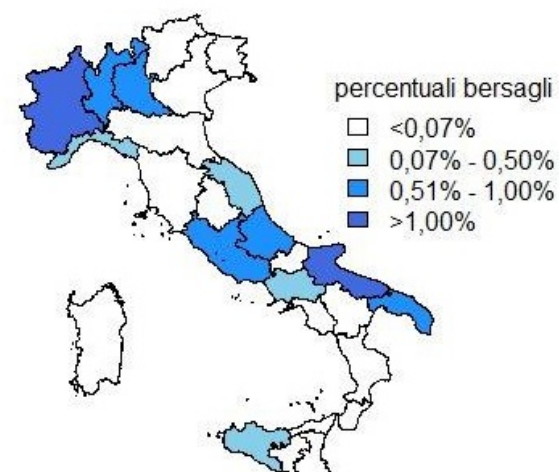 percentuali bersagli
<0,07%
0,07% - 0,50%
0,51% - 1,00%
>1,00%